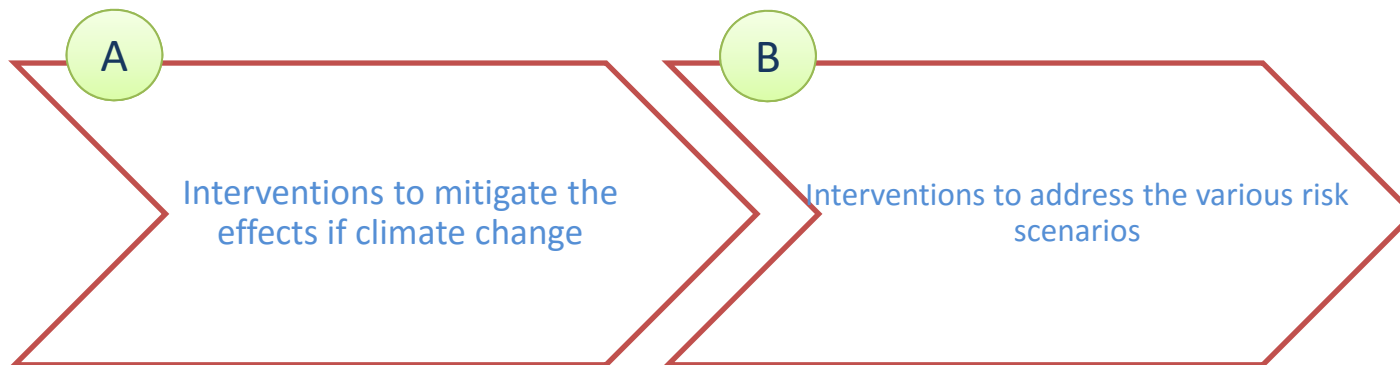 A
Interventions to mitigate the
effects if climate change
B
Interventions to address the various risk
scenarios